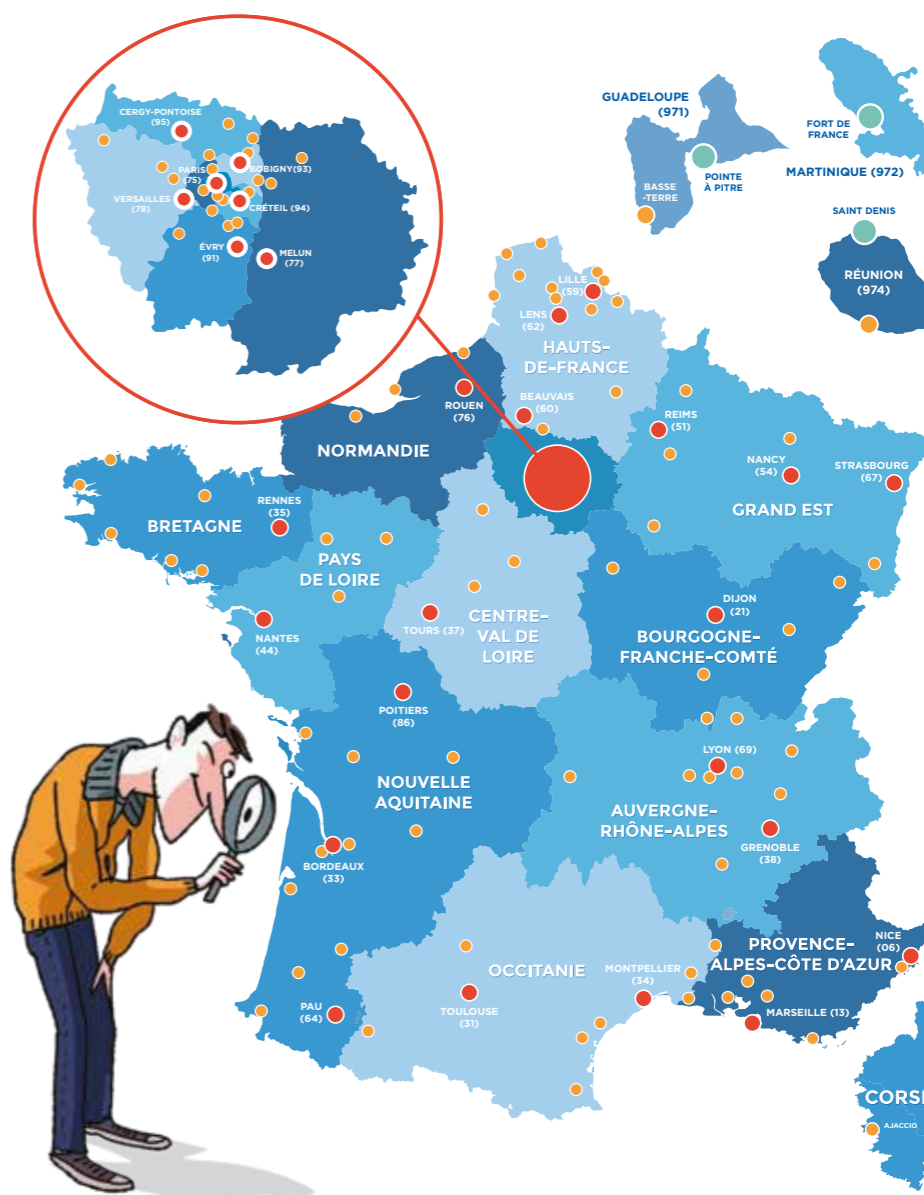 CERGY-PONTOISE
(95)
PARIS
(75)
BOBIGNY(93)
VERSAILLES
(78)
CRÉTEIL (94)
ÉVRY
(91)
MELUN
(77)
GUADELOUPE
(971)
BASSE
-TERRE
POINTE
À PITRE
FORT DE
FRANCE
MARTINIQUE (972)
SAINT DENIS
RÉUNION
(974)
LILLE
(59)
LENS
(62)
HAUTS-
DE-FRANCE
BEAUVAIS
(60)
ROUEN
(76)
NORMANDIE
REIMS
(51)
NANCY
(54)
STRASBOURG
(67)
GRAND EST
RENNES
(35)
BRETAGNE
PAYS
DE LOIRE
NANTES
(44)
TOURS (37)
CENTRE-
VAL DE
LOIRE
DIJON
(21)
BOURGOGNE-
FRANCHE-COMTÉ
POITIERS
(86)
NOUVELLE
AQUITAINE
BORDEAUX
(33)
LYON (69)
AUVERGNE-
RHÔNE-ALPES
GRENOBLE
(38)
PAU
(64)
OCCITANIE
TOULOUSE
(31)
MONTPELLIER
(34)
PROVENCE-
ALPES-CÔTE D'AZUR
NICE
(06)
MARSEILLE (13)
CORSE
AJACCIO